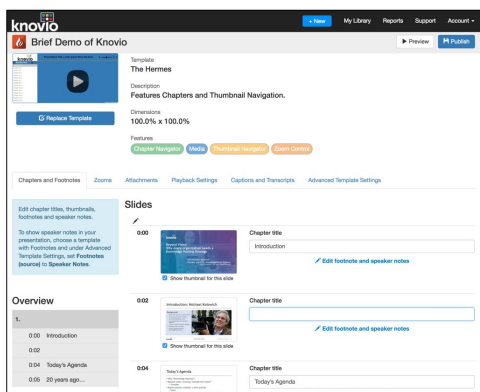 knovio
+ New
My Library
Reports
Support
Account
Brief Demo of Knovio
Preview
Publish
knovio
Template
The Hermes
Description
Features Chapters and Thumbnail Navigation.
Dimensions
100.0% x 100.0%
Replace Template
Features
Chapter Navigator
Media
Thumbnail Navigator
Zoom Control
Chapters and Footnotes
Zooms
Attachments
Playback Settings
Captions and Transcripts
Advanced Template Settings
Edit chapter titles, thumbnails,
footnotes and speaker notes.
To show speaker notes in your
presentation, choose a template
with Footnotes and under Advanced
Template Settings, set Footnotes
(source) to Speaker Notes.
Slides
0:00
Chapter title
Introduction
Edit footnote and speaker notes
Show thumbnail for this slide
0:02
Introduction: Michael Kolowich
Chapter title
Edit footnote and speaker notes
Show thumbnail for this slide
0:04
Today's Agenda
Chapter title
Today's Agenda
Overview
1.
0:00 Introduction
0:02
0:04 Today's Agenda
0:05 20 years ago...